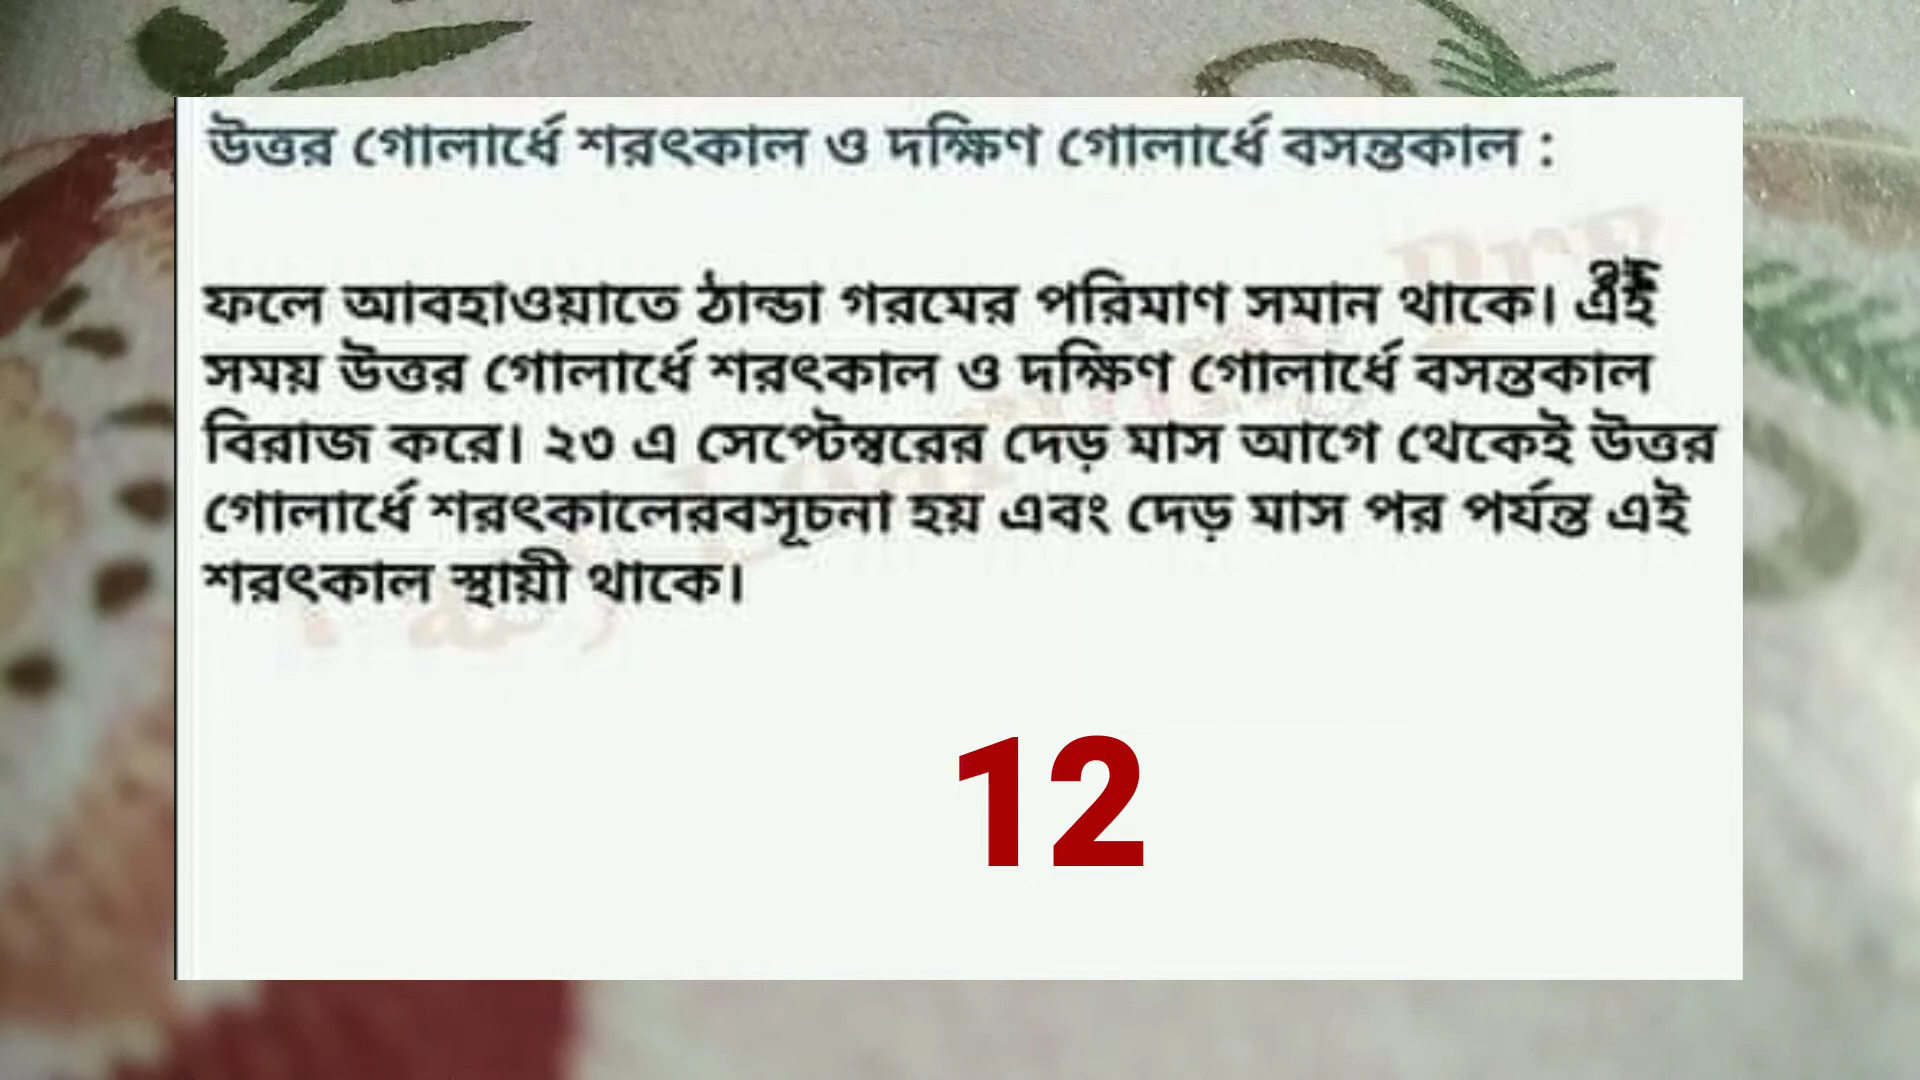 উত্তর গোলার্ধে শরৎকাল ও দক্ষিণ গোলার্ধে বসন্তকাল :
ফলে আবহাওয়াতে ঠান্ডা গরমের পরিমাণ সমান থাকে। এই
সময় উত্তর গোলার্ধে শরৎকাল ও দক্ষিণ গোলার্ধে বসন্তকাল
বিরাজ করে। ২৩ এ সেপ্টেম্বরের দেড় মাস আগে থেকেই উত্তর
গোলার্ধে শরৎকালেরবসূচনা হয় এবং দেড় মাস পর পর্যন্ত এই
শরৎকাল স্থায়ী থাকে।
12